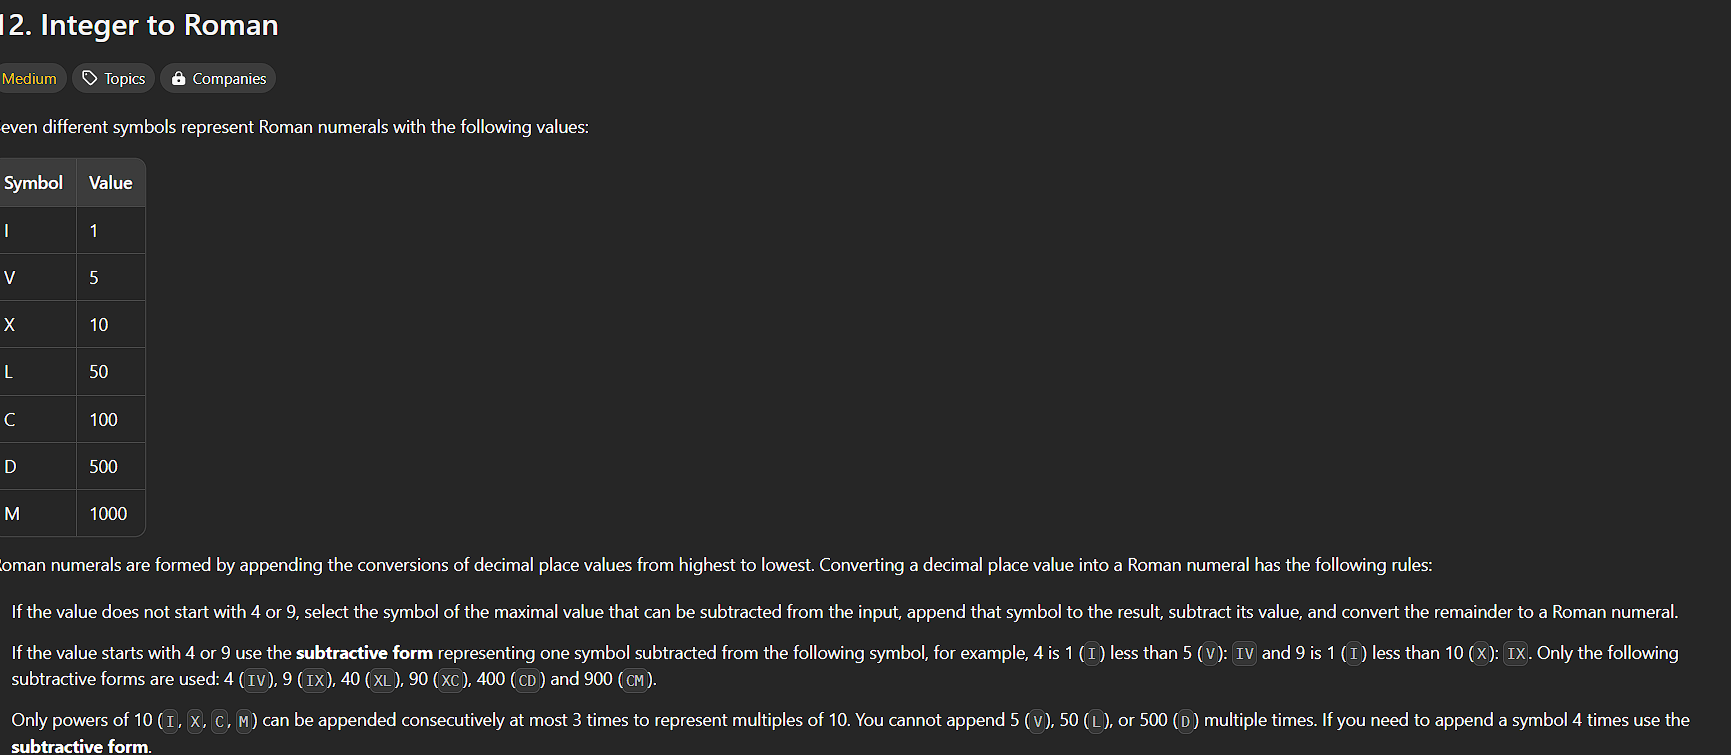 12. Integer to Roman
Medium Topics Companies
even different symbols represent Roman numerals with the following values:
Symbol Value
I 1
V 5
X 10
L 50
C 100
D 500
M 1000
oman numerals are formed by appending the conversions of decimal place values from highest to lowest. Converting a decimal place value into a Roman numeral has the following rules:
If the value does not start with 4 or 9, select the symbol of the maximal value that can be subtracted from the input, append that symbol to the result, subtract its value, and convert the remainder to a Roman numeral.
If the value starts with 4 or 9 use the subtractive form representing one symbol subtracted from the following symbol, for example, 4 is 1 (I) less than 5 (V): IV and 9 is 1 (I) less than 10 (X): IX. Only the following
subtractive forms are used: 4 (IV), 9 (IX), 40 (XL), 90 (XC), 400 (CD) and 900 (CM).
Only powers of 10 (I, X, C, M) can be appended consecutively at most 3 times to represent multiples of 10. You cannot append 5 (V), 50 (L), or 500 (D) multiple times. If you need to append a symbol 4 times use the
subtractive form.